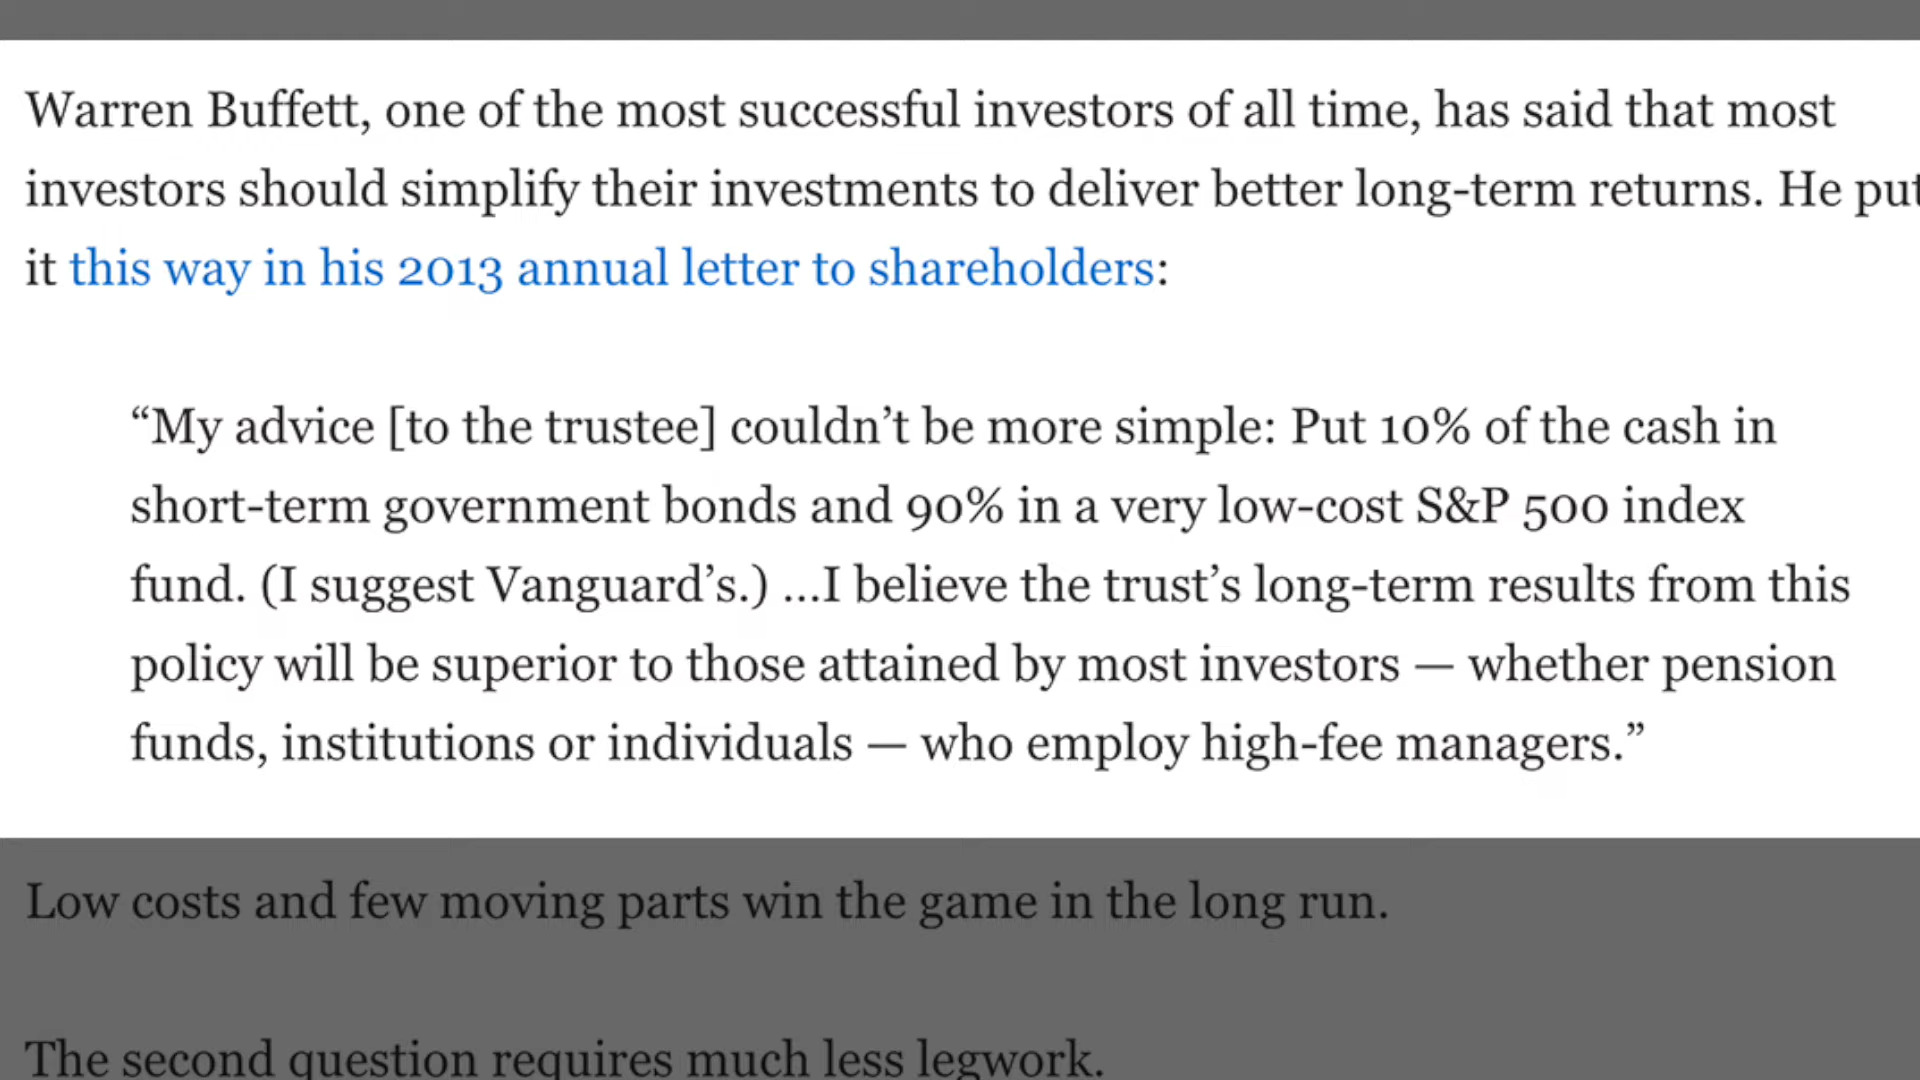 Warren Buffett, one of the most successful investors of all time, has said that most
investors should simplify their investments to deliver better long-term returns. He put
it this way in his 2013 annual letter to shareholders:
“My advice [to the trustee] couldn’t be more simple: Put 10% of the cash in
short-term government bonds and 90% in a very low-cost S&P 500 index
fund. (I suggest Vanguard’s.) ...I believe the trust’s long-term results from this
policy will be superior to those attained by most investors — whether pension
funds, institutions or individuals — who employ high-fee managers.”
Low costs and few moving parts win the game in the long run.
The second question requires much less legwork.